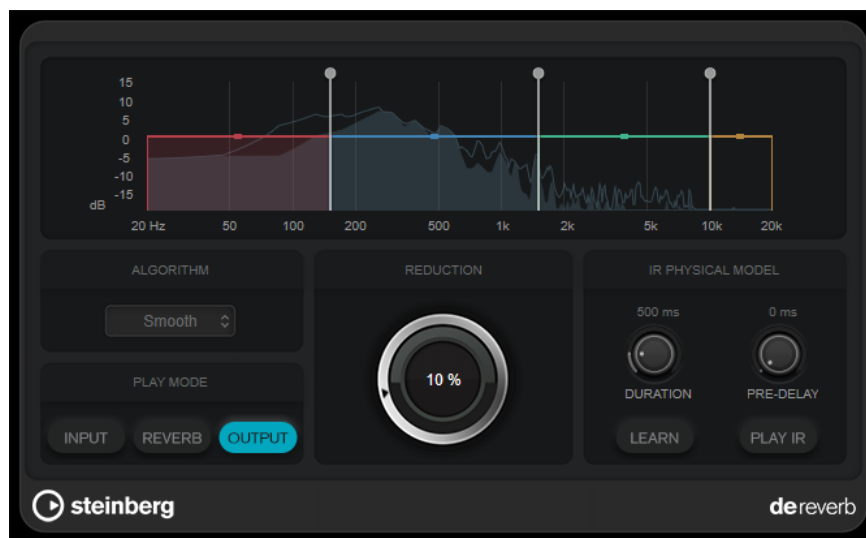 15
10
5
0
-5
-10
-15
dB
20 Hz 50 100 200 500 1k 2k 5k 10k 20k
ALGORITHM
Smooth
PLAY MODE
INPUT REVERB OUTPUT
REDUCTION
10 %
IR PHYSICAL MODEL
500 ms 0 ms
DURATION PRE-DELAY
LEARN PLAY IR
steinberg
dereverb